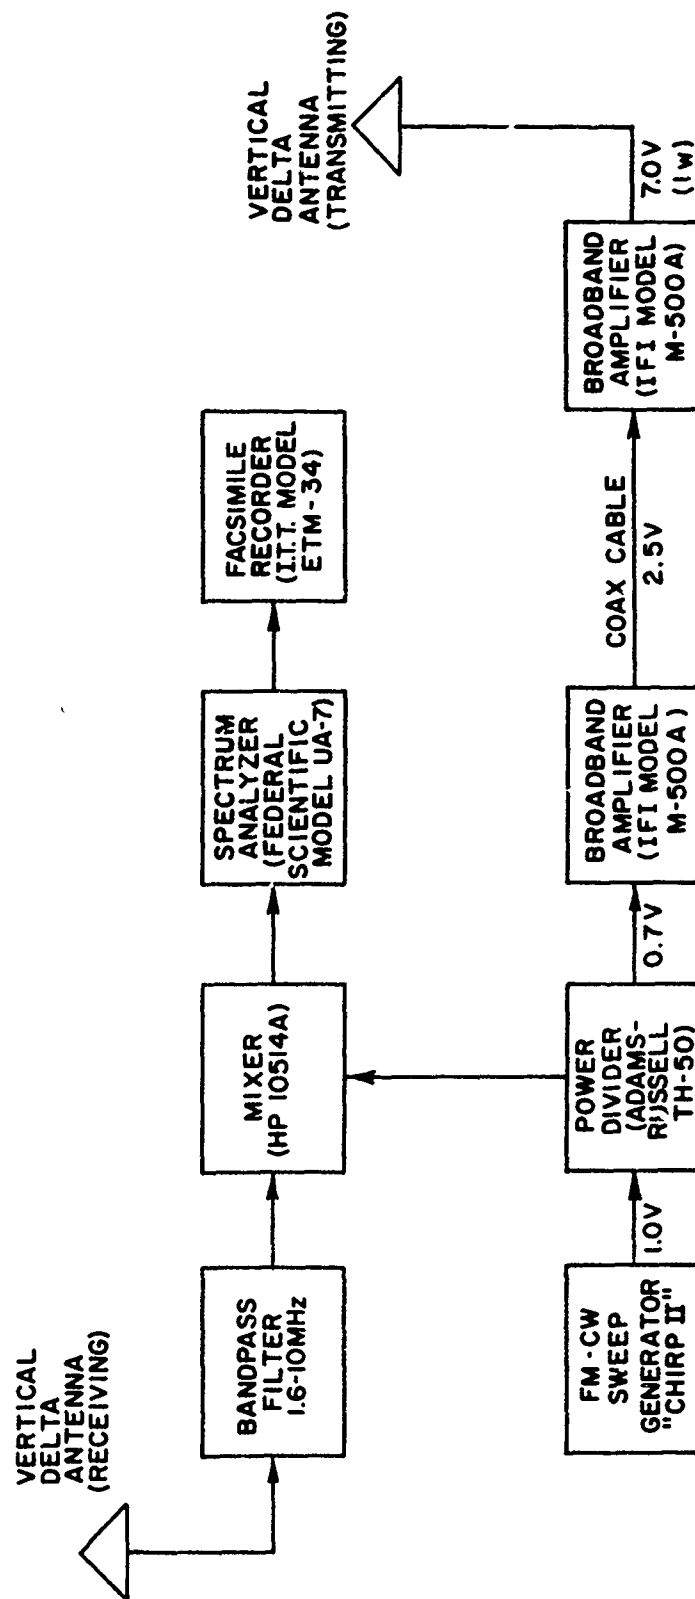 VERTICAL
DELTA
ANTENNA
(RECEIVING)
BANDPASS
FILTER
1.6-10MHz
MIXER
(HP 10514A)
SPECTRUM
ANALYZER
(FEDERAL
SCIENTIFIC
MODEL UA-7)
FACSIMILE
RECORDER
(I.T.T. MODEL
ETM-34)
VERTICAL
DELTA
ANTENNA
(TRANSMITTING)
FM-CW
SWEEP
GENERATOR
"CHIRP II"
1.0V
POWER
DIVIDER
(ADAMS-
RUSSELL
TH-50)
0.7V
BROADBAND
AMPLIFIER
(IFI MODEL
M-500A)
COAX CABLE
2.5V
BROADBAND
AMPLIFIER
(IFI MODEL
M-500A)
7.0V
(1w)